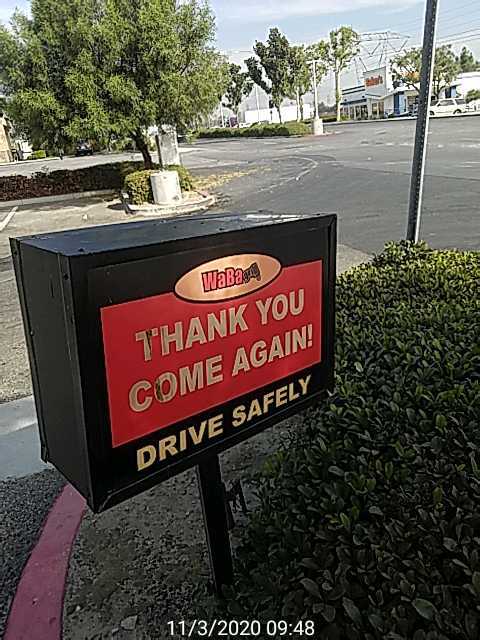 WaBa
THANK YOU
COME AGAIN!
DRIVE SAFELY
11/3/2020 09:48